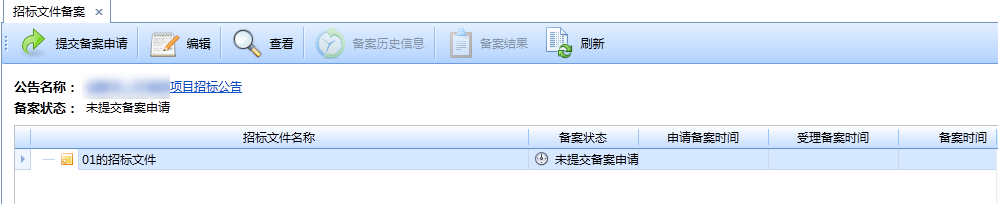 招标文件备案 ×
提交备案申请 编辑 查看 备案历史信息 备案结果 刷新
公告名称： 项目招标公告
备案状态： 未提交备案申请
招标文件名称 备案状态 申请备案时间 受理备案时间 备案时间
01的招标文件 未提交备案申请